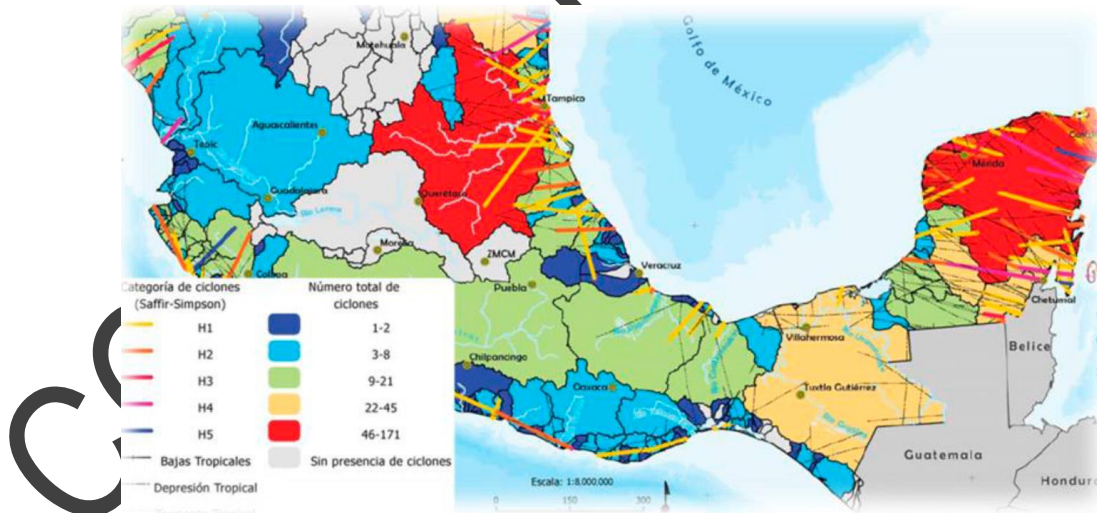 Golfo de México
Matehuala
Tampico
Aguascalientes
Tepic
Mérida
Guadalajara
Querétaro
Río Lerma
Morelia
ZMCM
Colima
Veracruz
Puebla
Chetumal
Categoría de ciclones
(Saffir-Simpson)
Número total de
ciclones
H1
1-2
H2
3-8
H3
9-21
H4
22-45
H5
46-171
Bajas Tropicales
Sin presencia de ciclones
Depresión Tropical
Villahermosa
Belice
Chilpancingo
Oaxaca
Tuxtla Gutiérrez
Guatemala
Escala: 1:8,000,000
0 150 300